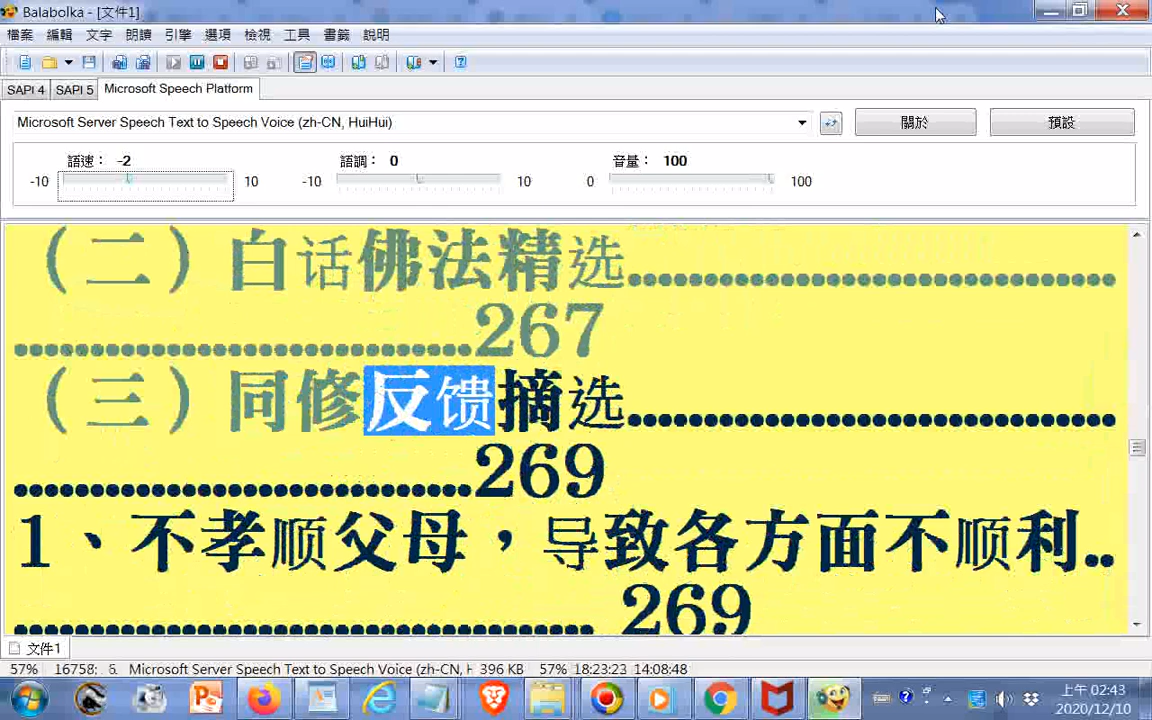 Balabolka - [文件1]
檔案 編輯 文字 朗讀 引擎 選項 檢視 工具 書籤 說明
SAPI 4 SAPI 5 Microsoft Speech Platform
Microsoft Server Speech Text to Speech Voice (zh-CN, HuiHui) 關於 預設
語速： -2 語調： 0 音量： 100
-10 10 -10 10 0 100
（二）白话佛法精选........................................
......................................267
（三）同修反馈摘选........................................
......................................269
1、不孝顺父母，导致各方面不顺利..
................................................ 269
文件1
57% 16758: 6. Microsoft Server Speech Text to Speech Voice (zh-CN, H 396 KB 57% 18:23:23 14:08:48
上午 02:43
2020/12/10